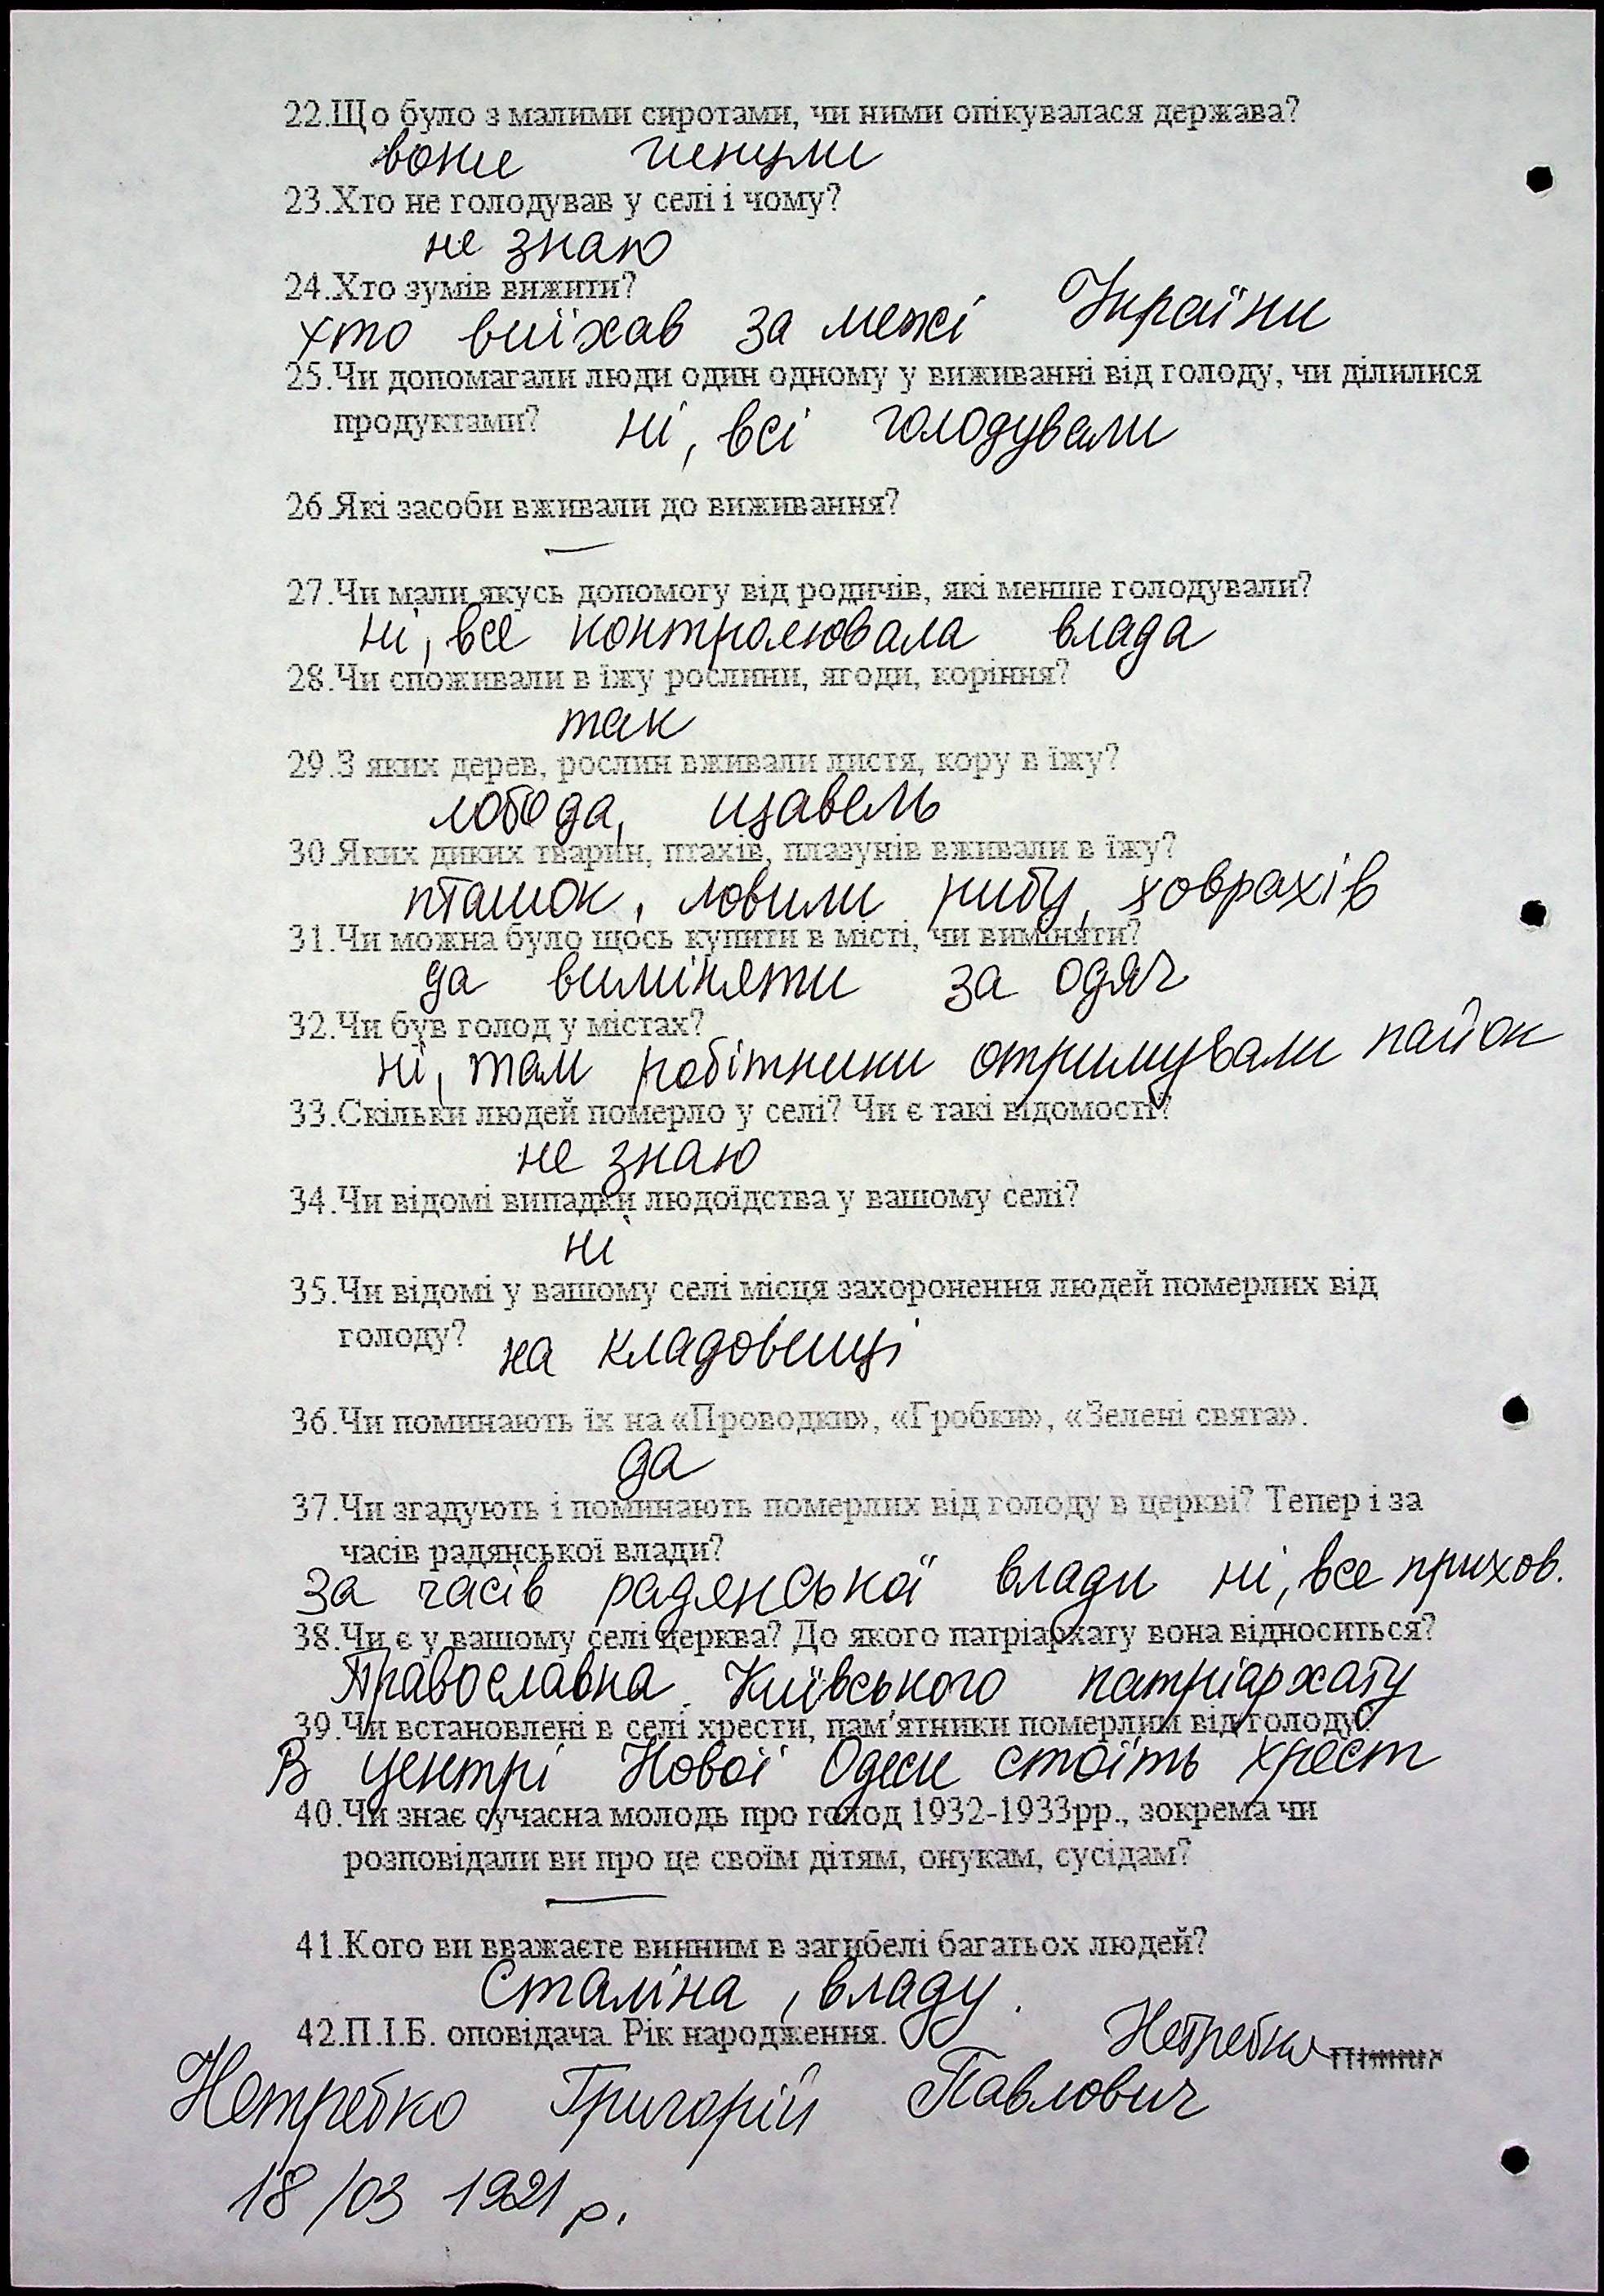 22.Що було з малими сиротами, чи ними опікувалася держава?
вони гинули
23.Хто не голодував у селі і чому?
не знаю
24.Хто зумів вижити?
хто виїхав за межі України
25.Чи допомагали люди один одному у виживанні від голоду, чи ділилися
продуктами? ні, всі голодували
26.Які засоби вживали до виживання?
—
27.Чи мали якусь допомогу від родичів, які менше голодували?
ні, все контролювала влада
28.Чи споживали в їжу рослини, ягоди, коріння?
так
29.З яких дерев, рослин вживали листя, кору в їжу?
лобода, щавель
30.Яких диких тварин, птахів, плазунів вживали в їжу?
пташок, ловили рибу, ховрахів
31.Чи можна було щось купити в місті, чи виміняти?
да виміняти за одяг
32.Чи був голод у містах?
ні, там робітники отримували пайок
33.Скільки людей померло у селі? Чи є такі відомості?
не знаю
34.Чи відомі випадки людоїдства у вашому селі?
ні
35.Чи відомі у вашому селі місця захоронення людей померлих від
голоду? на кладовищі
36.Чи поминають їх на «Проводки», «Гробки», «Зелені свята».
да
37.Чи згадують і поминають померлих від голоду в церкві? Тепер і за
часів радянської влади?
За часів радянської влади ні, все прихов.
38.Чи є у вашому селі церква? До якого патріархату вона відноситься?
Православна. Київського патріархату
39.Чи встановлені в селі хрести, пам'ятники померлим від голоду?
В центрі Нової Одеси стоїть хрест
40.Чи знає сучасна молодь про голод 1932-1933рр., зокрема чи
розповідали ви про це своїм дітям, онукам, сусідам?
—
41.Кого ви вважаєте винним в загибелі багатьох людей?
Сталіна, владу.
42.П.І.Б. оповідача. Рік народження.
Нетребко
Нетребко Григорій Павлович
18/03 1921 р.